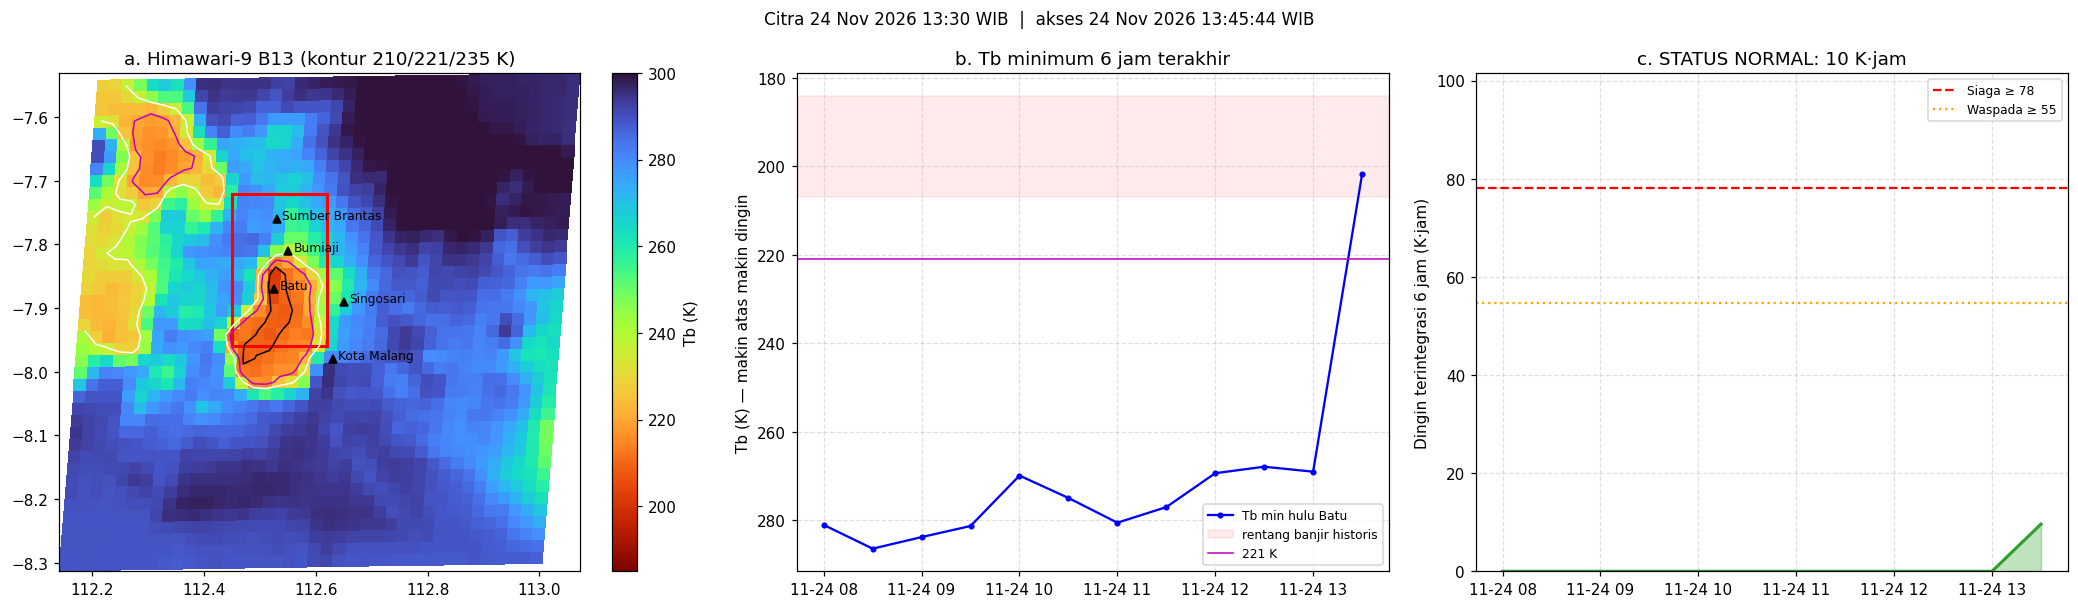 Citra 24 Nov 2026 13:30 WIB | akses 24 Nov 2026 13:45:44 WIB
a. Himawari-9 B13 (kontur 210/221/235 K)
−7.6
−7.7
−7.8
−7.9
−8.0
−8.1
−8.2
−8.3
112.2
112.4
112.6
112.8
113.0
Sumber Brantas
Bumiaji
Batu
Singosari
Kota Malang
300
280
260
240
220
200
Tb (K)
b. Tb minimum 6 jam terakhir
Tb (K) — makin atas makin dingin
180
200
220
240
260
280
11-24 08
11-24 09
11-24 10
11-24 11
11-24 12
11-24 13
Tb min hulu Batu
rentang banjir historis
221 K
c. STATUS NORMAL: 10 K·jam
Dingin terintegrasi 6 jam (K·jam)
100
80
60
40
20
0
11-24 08
11-24 09
11-24 10
11-24 11
11-24 12
11-24 13
Siaga ≥ 78
Waspada ≥ 55